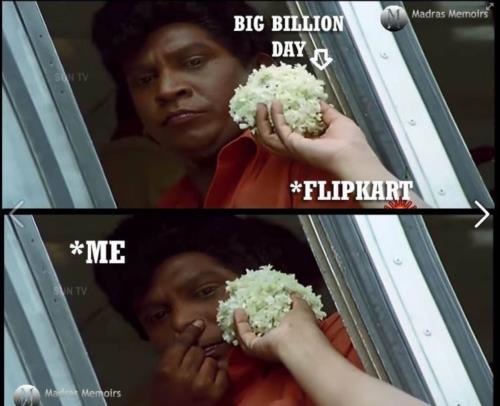 Madras Memoirs
BIG BILLION
DAY
SUN TV
*FLIPKART
*ME
SUN TV
Madras Memoirs